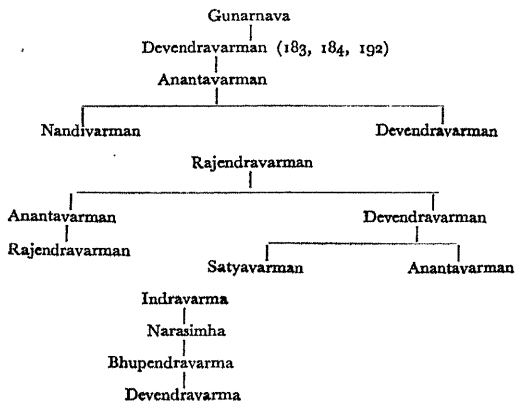 Gunarnava
Devendravarman (183, 184, 192)
Anantavarman
Nandivarman Devendravarman
Rajendravarman
Anantavarman Devendravarman
Rajendravarman
Satyavarman Anantavarman
Indravarma
Narasimha
Bhupendravarma
Devendravarma